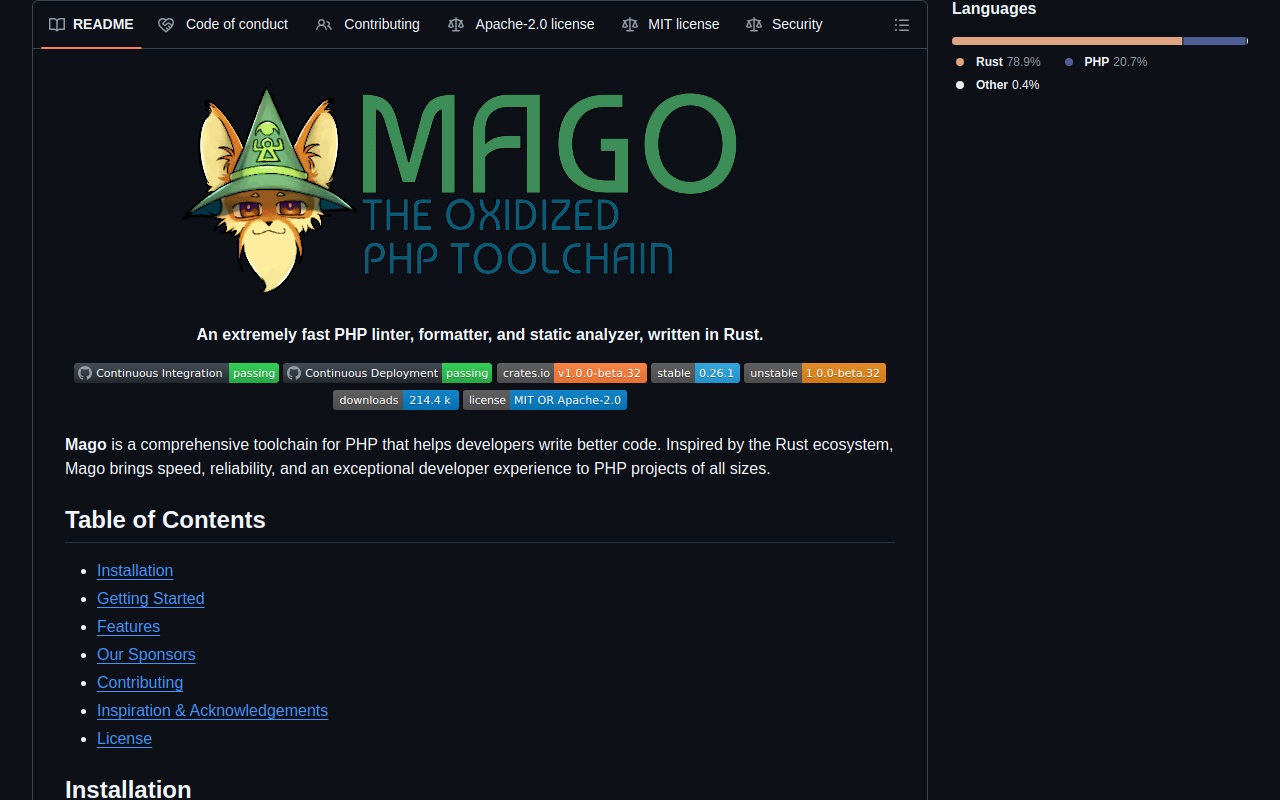 README Code of conduct Contributing Apache-2.0 license MIT license Security
Languages
Rust 78.9% PHP 20.7%
Other 0.4%
MAGO
THE OXIDIZED
PHP TOOLCHAIN
An extremely fast PHP linter, formatter, and static analyzer, written in Rust.
Continuous Integration passing Continuous Deployment passing crates.io v1.0.0-beta.32 stable 0.26.1 unstable 1.0.0-beta.32
downloads 214.4 k license MIT OR Apache-2.0
Mago is a comprehensive toolchain for PHP that helps developers write better code. Inspired by the Rust ecosystem,
Mago brings speed, reliability, and an exceptional developer experience to PHP projects of all sizes.
Table of Contents
Installation
Getting Started
Features
Our Sponsors
Contributing
Inspiration & Acknowledgements
License
Installation